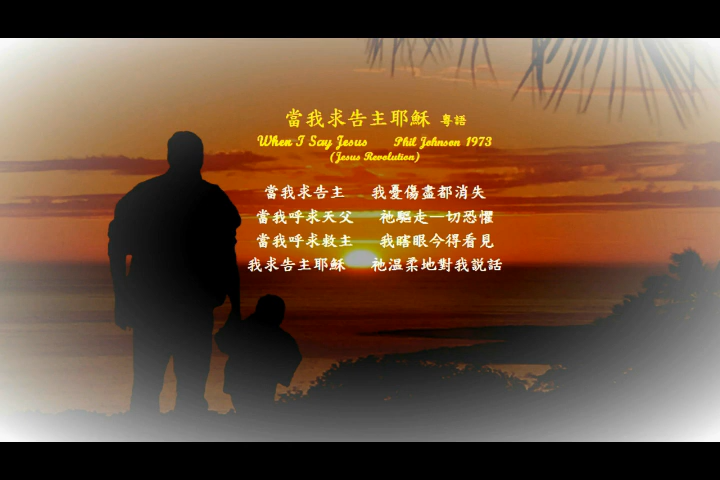 當我求告主耶穌 粵語
When I Say Jesus Phil Johnson 1973
(Jesus Revolution)
當我求告主 我憂傷盡都消失
當我呼求天父 祂驅走一切恐懼
當我呼求救主 我瞎眼今得看見
我求告主耶穌 祂温柔地對我説話